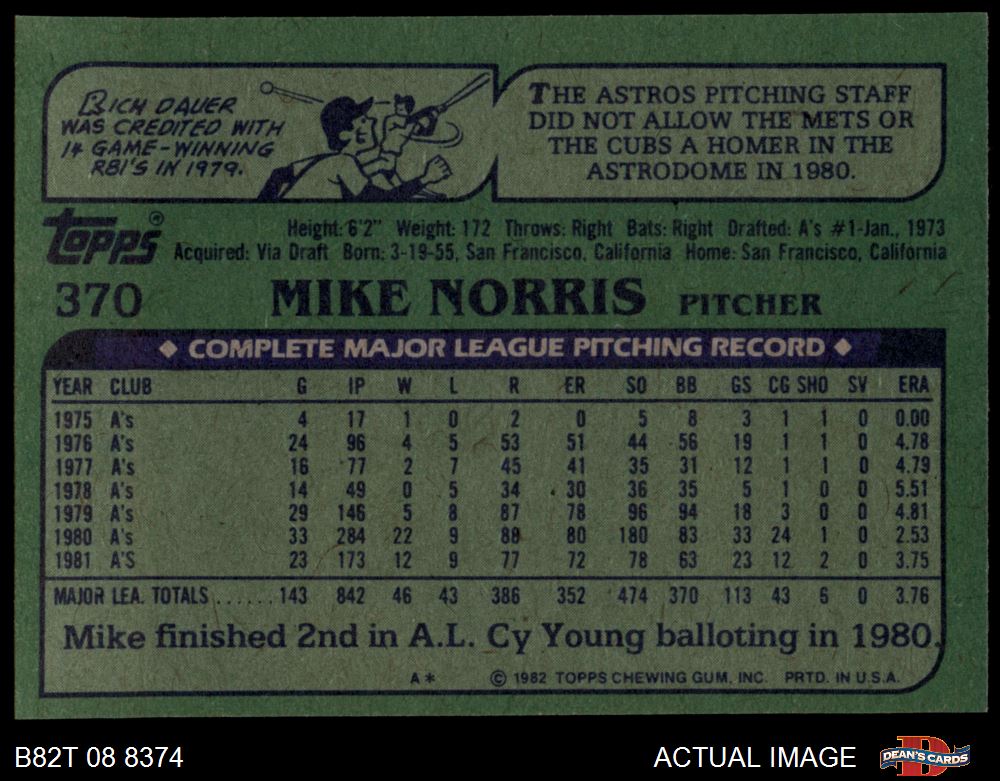 RICH DAUER
WAS CREDITED WITH
14 GAME-WINNING
RBI'S IN 1979.
THE ASTROS PITCHING STAFF
DID NOT ALLOW THE METS OR
THE CUBS A HOMER IN THE
ASTRODOME IN 1980.
topps®
Height: 6'2" Weight: 172 Throws: Right Bats: Right Drafted: A's #1-Jan., 1973
Acquired: Via Draft Born: 3-19-55, San Francisco, California Home: San Francisco, California
370 MIKE NORRIS PITCHER
◆ COMPLETE MAJOR LEAGUE PITCHING RECORD ◆
YEAR CLUB G IP W L R ER SO BB GS CG SHO SV ERA
1975 A's 4 17 1 0 2 0 5 8 3 1 1 0 0.00
1976 A's 24 96 4 5 53 51 44 56 19 1 1 0 4.78
1977 A's 16 77 2 7 45 41 35 31 12 1 1 0 4.79
1978 A's 14 49 0 5 34 30 36 35 5 1 0 0 5.51
1979 A's 29 146 5 8 87 78 96 94 18 3 0 0 4.81
1980 A's 33 284 22 9 88 80 180 83 33 24 1 0 2.53
1981 A'S 23 173 12 9 77 72 78 63 23 12 2 0 3.75
MAJOR LEA. TOTALS ...... 143 842 46 43 386 352 474 370 113 43 6 0 3.76
Mike finished 2nd in A.L. Cy Young balloting in 1980.
A* © 1982 TOPPS CHEWING GUM, INC. PRTD. IN U.S.A.
B82T 08 8374 ACTUAL IMAGE DEAN'S CARDS